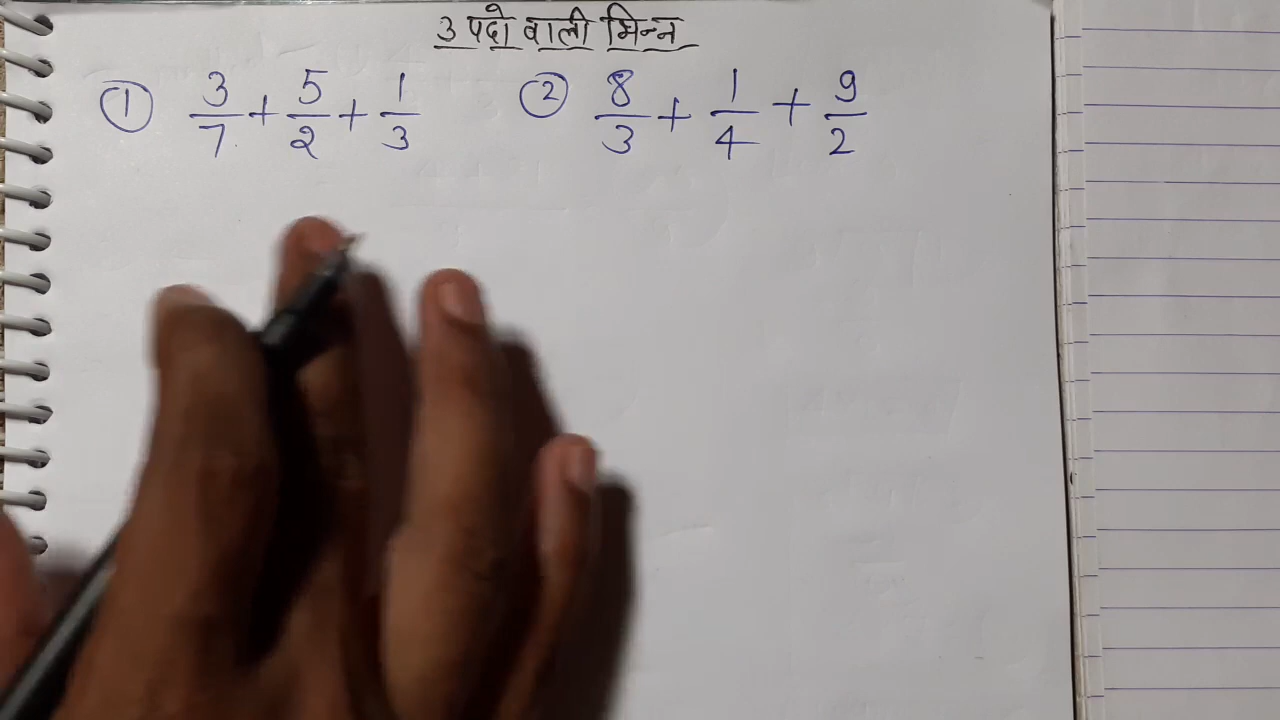 3 पदो वाली भिन्न
① 3/7 + 5/2 + 1/3 ② 8/3 + 1/4 + 9/2